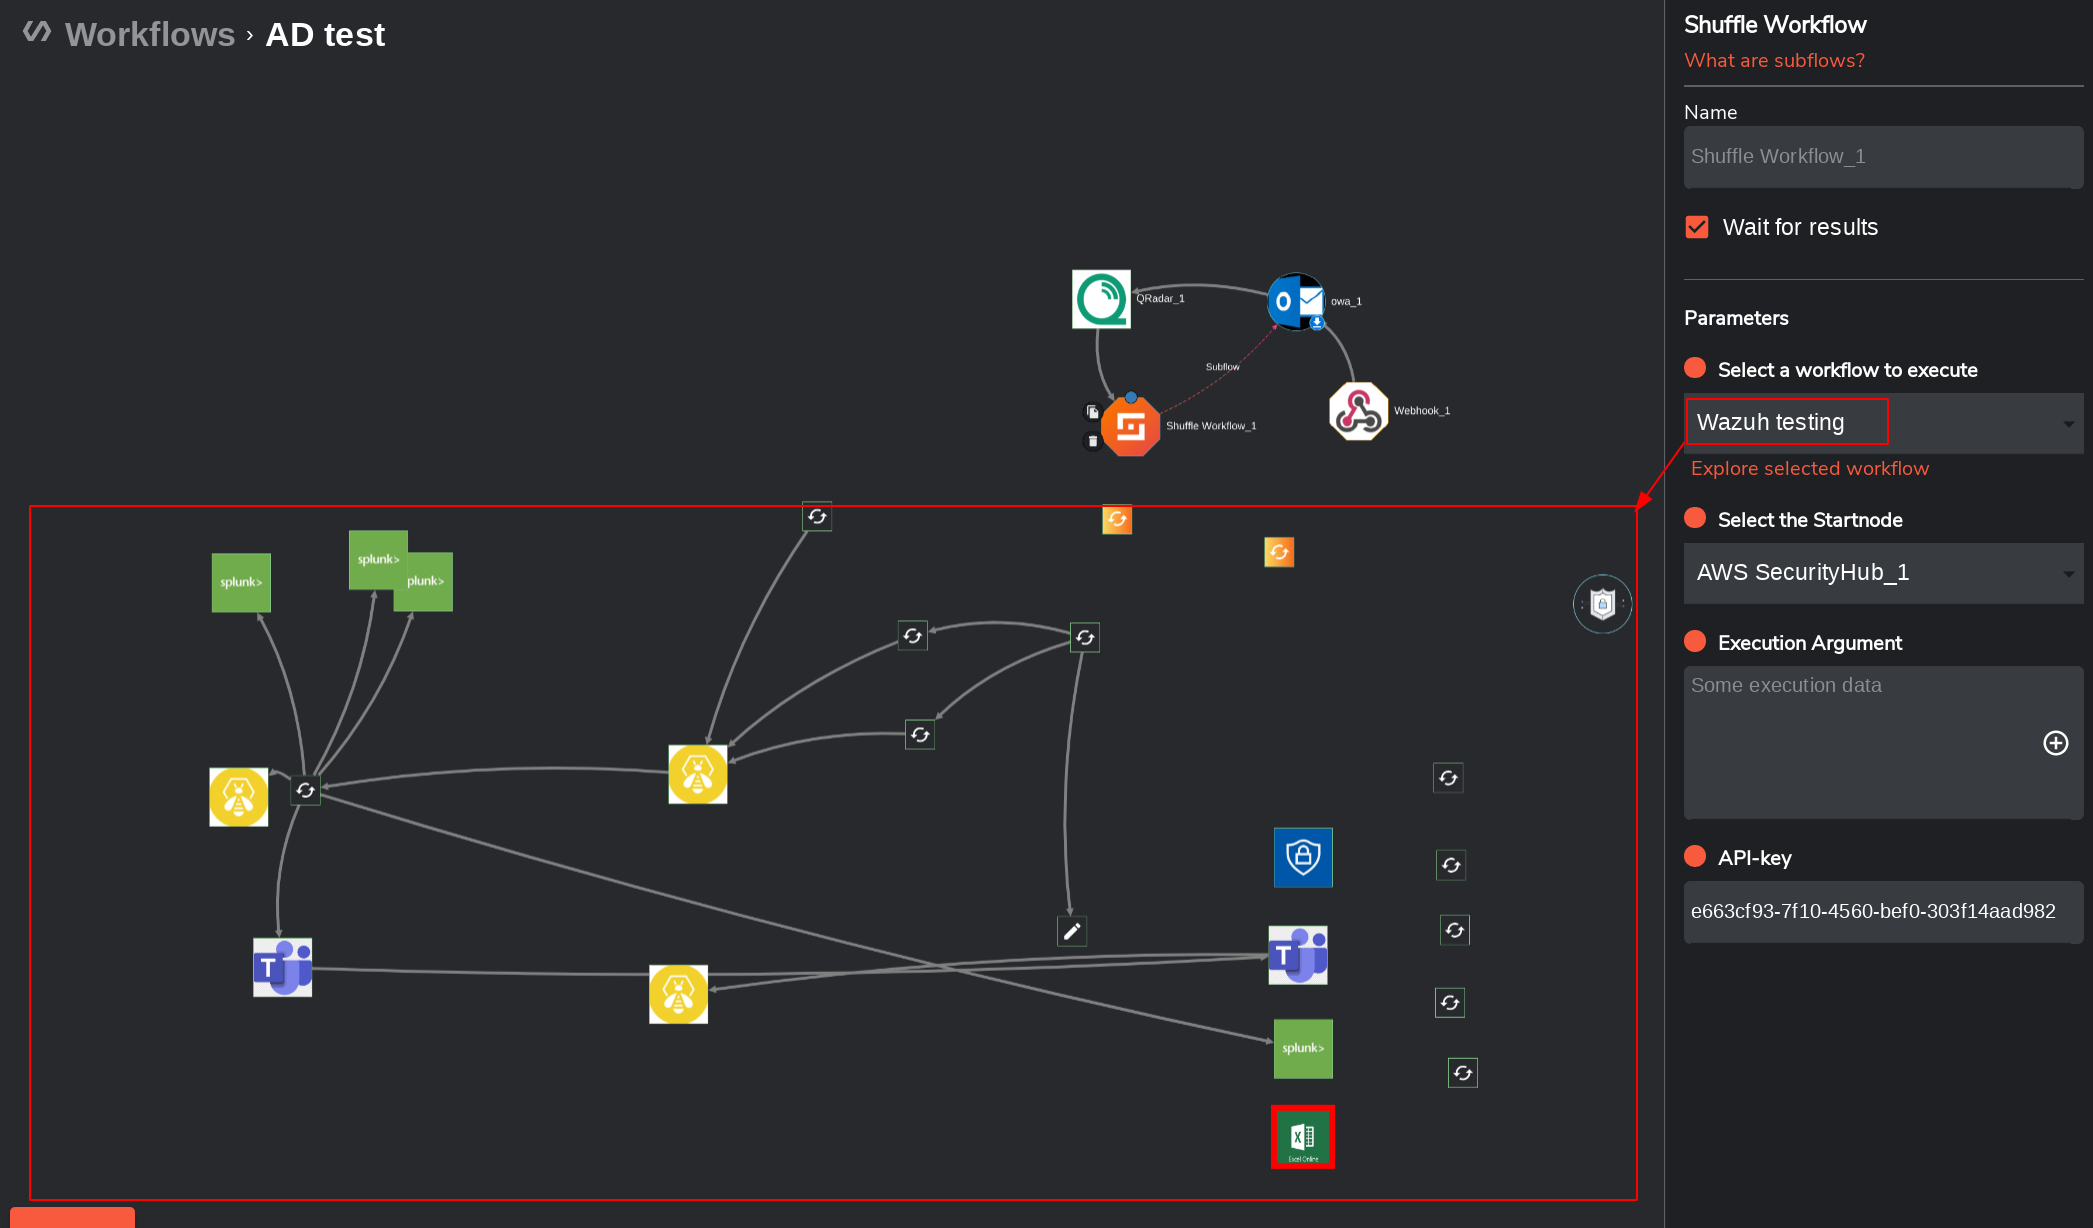 Workflows › AD test
QRadar_1
owa_1
Subflow
Shuffle Workflow_1
Webhook_1
splunk>
splunk>
plunk>
T
T
splunk>
Excel Online
Shuffle Workflow
What are subflows?
Name
Shuffle Workflow_1
Wait for results
Parameters
Select a workflow to execute
Wazuh testing
Explore selected workflow
Select the Startnode
AWS SecurityHub_1
Execution Argument
Some execution data
API-key
e663cf93-7f10-4560-bef0-303f14aad982